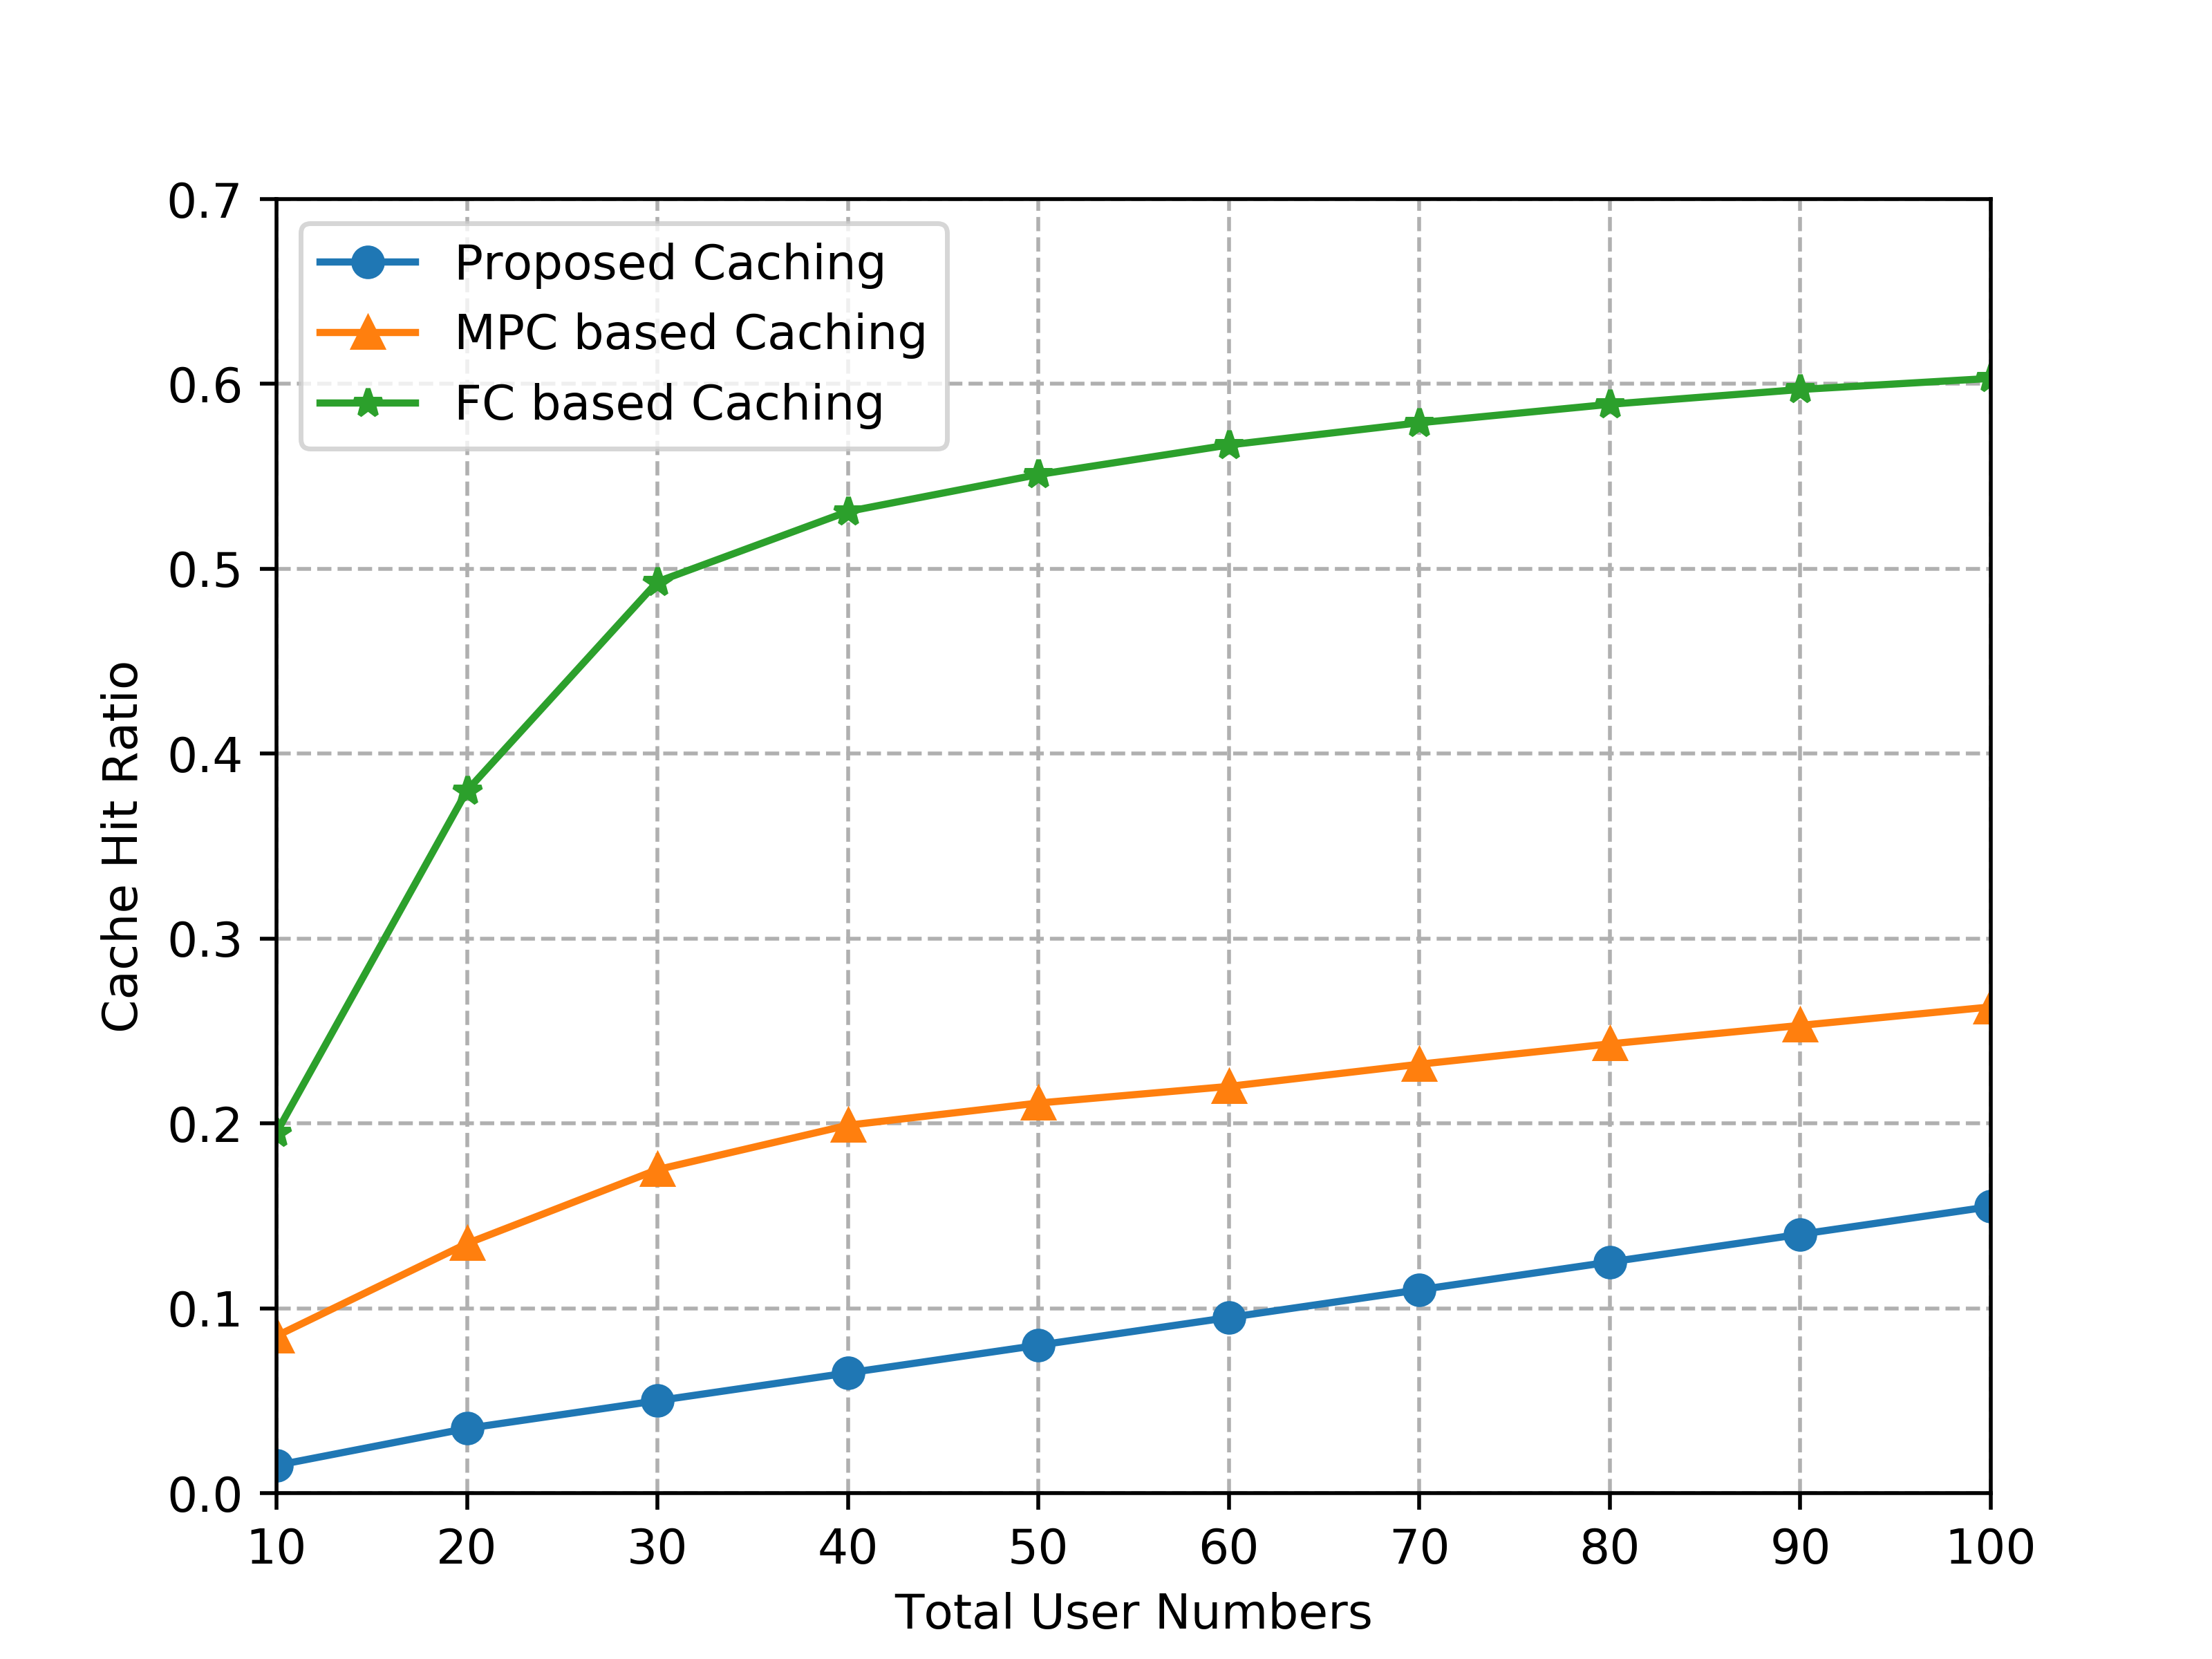 0.7
0.6
0.5
0.4
0.3
0.2
0.1
0.0
Cache Hit Ratio
Proposed Caching
MPC based Caching
FC based Caching
10 20 30 40 50 60 70 80 90 100
Total User Numbers